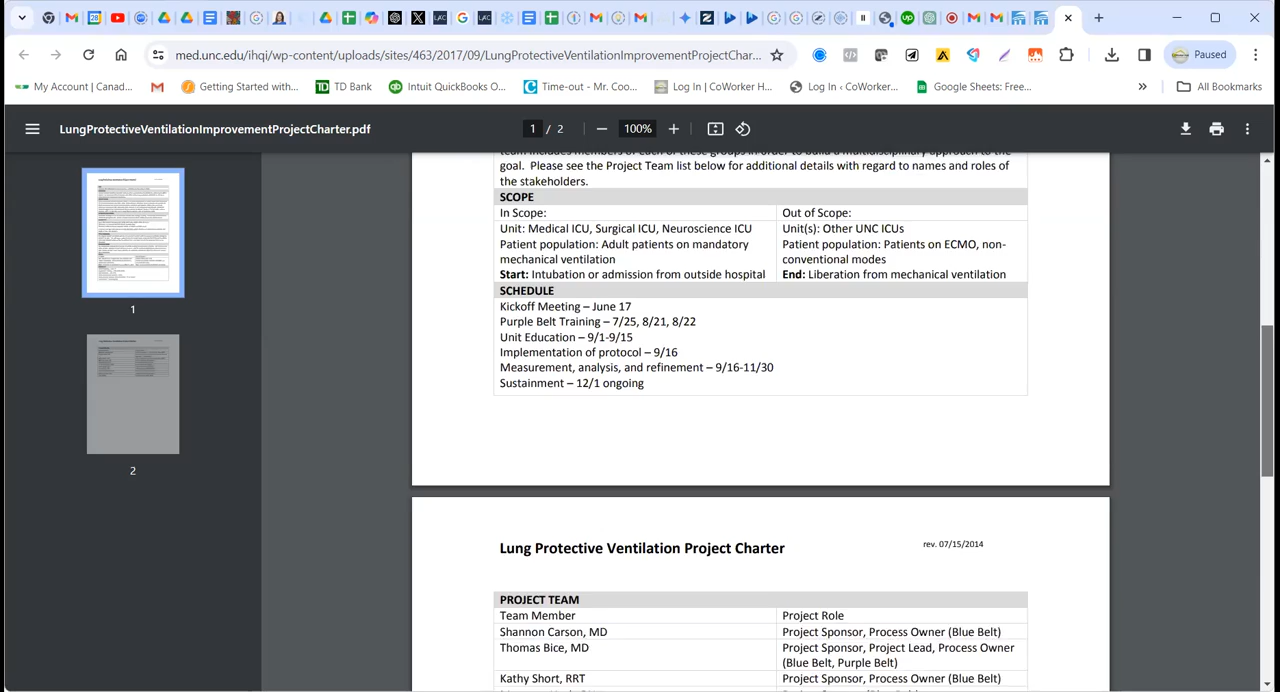 med.unc.edu/ihqi/wp-content/uploads/sites/463/2017/09/LungProtectiveVentilationImprovementProjectChar...
Paused
My Account | Canad...
Getting Started with...
TD Bank
Intuit QuickBooks O...
Time-out - Mr. Coo...
Log In | CoWorker H...
Log In ‹ CoWorker...
Google Sheets: Free...
All Bookmarks
LungProtectiveVentilationImprovementProjectCharter.pdf
1 / 2
100%
1
2
goal. Please see the Project Team list below for additional details with regard to names and roles of
the stakeholders.
SCOPE
In Scope: Out of Scope:
Unit: Medical ICU, Surgical ICU, Neuroscience ICU Units: Other UNC ICUs
Patient population: Adult patients on mandatory Patient population: Patients on ECMO, non-
mechanical ventilation conventional modes
Start: Intubation or admission from outside hospital End: Liberation from mechanical ventilation
SCHEDULE
Kickoff Meeting – June 17
Purple Belt Training – 7/25, 8/21, 8/22
Unit Education – 9/1-9/15
Implementation of protocol – 9/16
Measurement, analysis, and refinement – 9/16-11/30
Sustainment – 12/1 ongoing
Lung Protective Ventilation Project Charter rev. 07/15/2014
PROJECT TEAM
Team Member Project Role
Shannon Carson, MD Project Sponsor, Process Owner (Blue Belt)
Thomas Bice, MD Project Sponsor, Project Lead, Process Owner
(Blue Belt, Purple Belt)
Kathy Short, RRT Project Sponsor, Process Owner (Blue Belt)